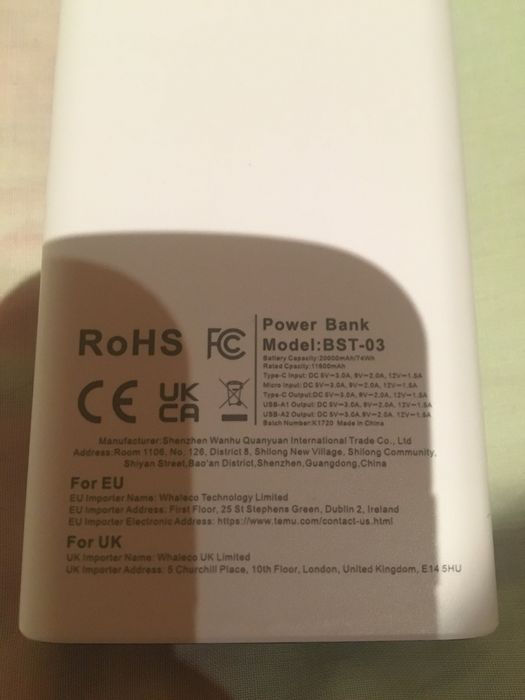 RoHS FC
CE UK CA
Power Bank
Model:BST-03
Battery Capacity:20000mAh/74Wh
Rated Cpacity:11600mAh
Type-C Input: DC 5V⎓3.0A, 9V⎓2.0A, 12V⎓1.5A
Micro Input: DC 5V⎓3.0A, 9V⎓2.0A, 12V⎓1.5A
Type-C Output: DC 5V⎓3.0A, 9V⎓2.0A, 12V⎓1.5A
USB-A1 Output: DC 5V⎓3.0A, 9V⎓2.0A, 12V⎓1.5A
USB-A2 Output: DC 5V⎓3.0A,9V⎓2.0A, 12V⎓1.5A
Batch Number:K1720 Made in China
Manufacturer:Shenzhen Wanhu Quanyuan International Trade Co., Ltd
Address:Room 1106, No. 126, District 8, Shilong New Village, Shilong Community,
Shiyan Street,Bao'an District,Shenzhen,Guangdong,China
For EU
EU Importer Name: Whaleco Technology Limited
EU Importer Address: First Floor, 25 St Stephens Green, Dublin 2, Ireland
EU Importer Electronic Address: https://www.temu.com/contact-us.html
For UK
UK Importer Name: Whaleco UK Limited
UK Importer Address: 5 Churchill Place, 10th Floor, London, United Kingdom, E14 5HU